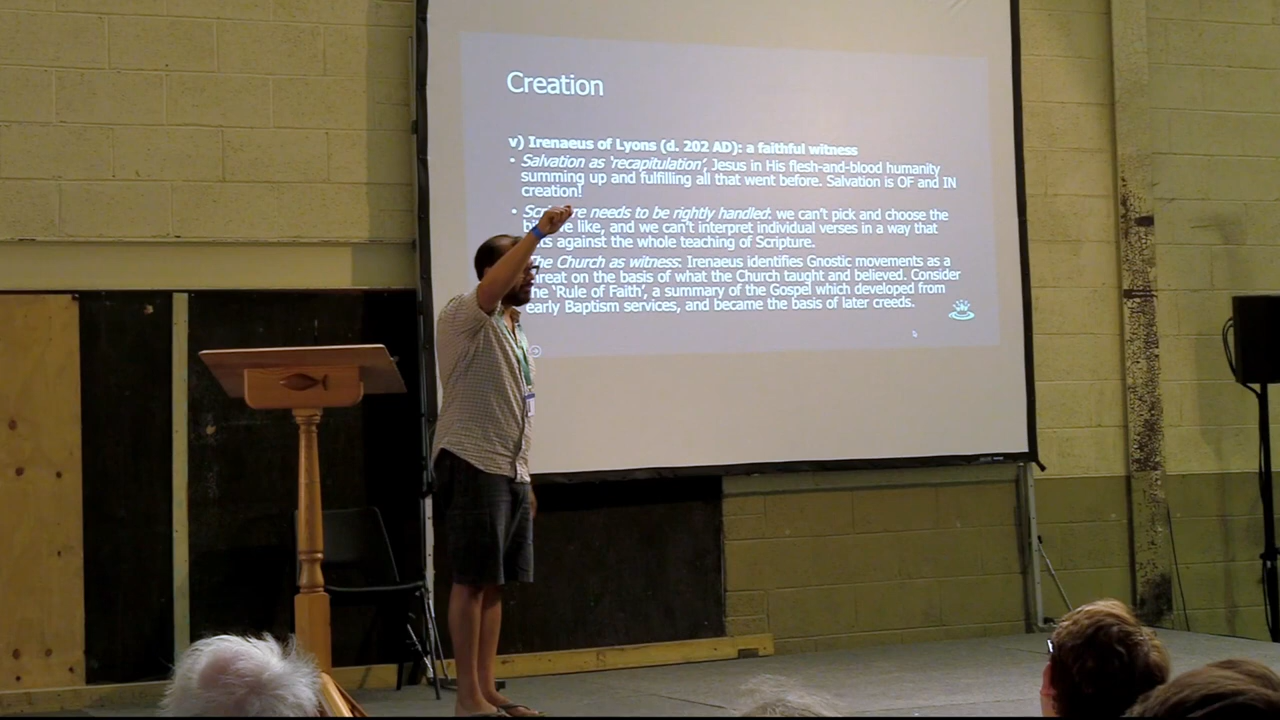 Creation
v) Irenaeus of Lyons (d. 202 AD): a faithful witness
• Salvation as 'recapitulation', Jesus in His flesh-and-blood humanity
summing up and fulfilling all that went before. Salvation is OF and IN
creation!
• needs to be rightly handled: we can't pick and choose the
like, and we can't interpret individual verses in a way that
against the whole teaching of Scripture.
The Church as witness: Irenaeus identifies Gnostic movements as a
on the basis of what the Church taught and believed. Consider
'Rule of Faith', a summary of the Gospel which developed from
early Baptism services, and became the basis of later creeds.